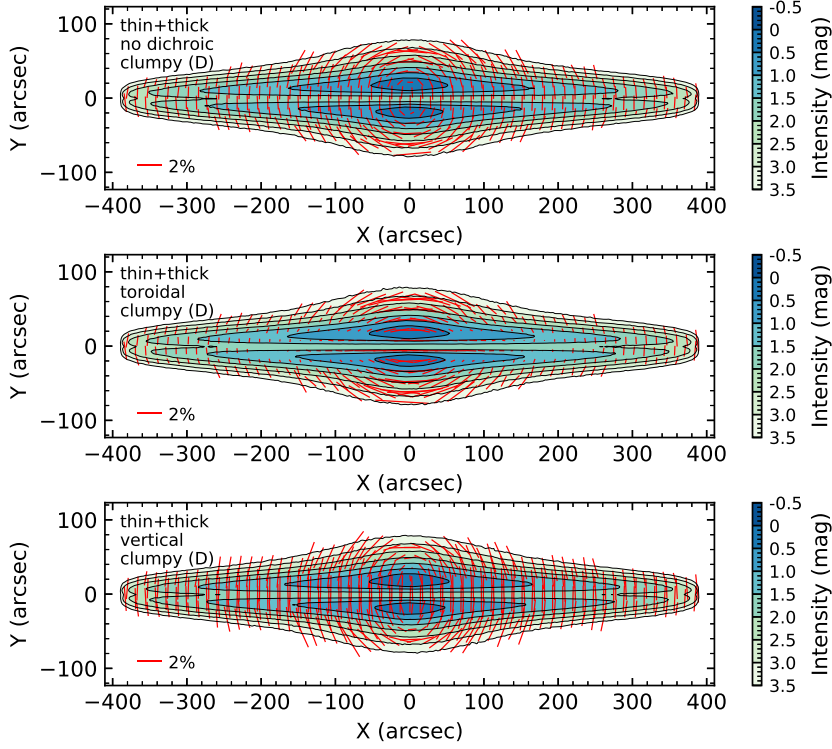 thin+thick
no dichroic
clumpy (D)
2%
Y (arcsec)
100
0
−100
−400 −300 −200 −100 0 100 200 300 400
X (arcsec)
-0.5
0
0.5
1.0
1.5
2.0
2.5
3.0
3.5
Intensity (mag)
thin+thick
toroidal
clumpy (D)
2%
Y (arcsec)
100
0
−100
−400 −300 −200 −100 0 100 200 300 400
X (arcsec)
-0.5
0
0.5
1.0
1.5
2.0
2.5
3.0
3.5
Intensity (mag)
thin+thick
vertical
clumpy (D)
2%
Y (arcsec)
100
0
−100
−400 −300 −200 −100 0 100 200 300 400
X (arcsec)
-0.5
0
0.5
1.0
1.5
2.0
2.5
3.0
3.5
Intensity (mag)